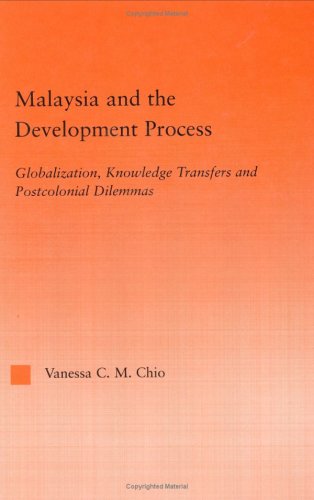 Malaysia and the
Development Process
Globalization, Knowledge Transfers and
Postcolonial Dilemmas
Vanessa C. M. Chio